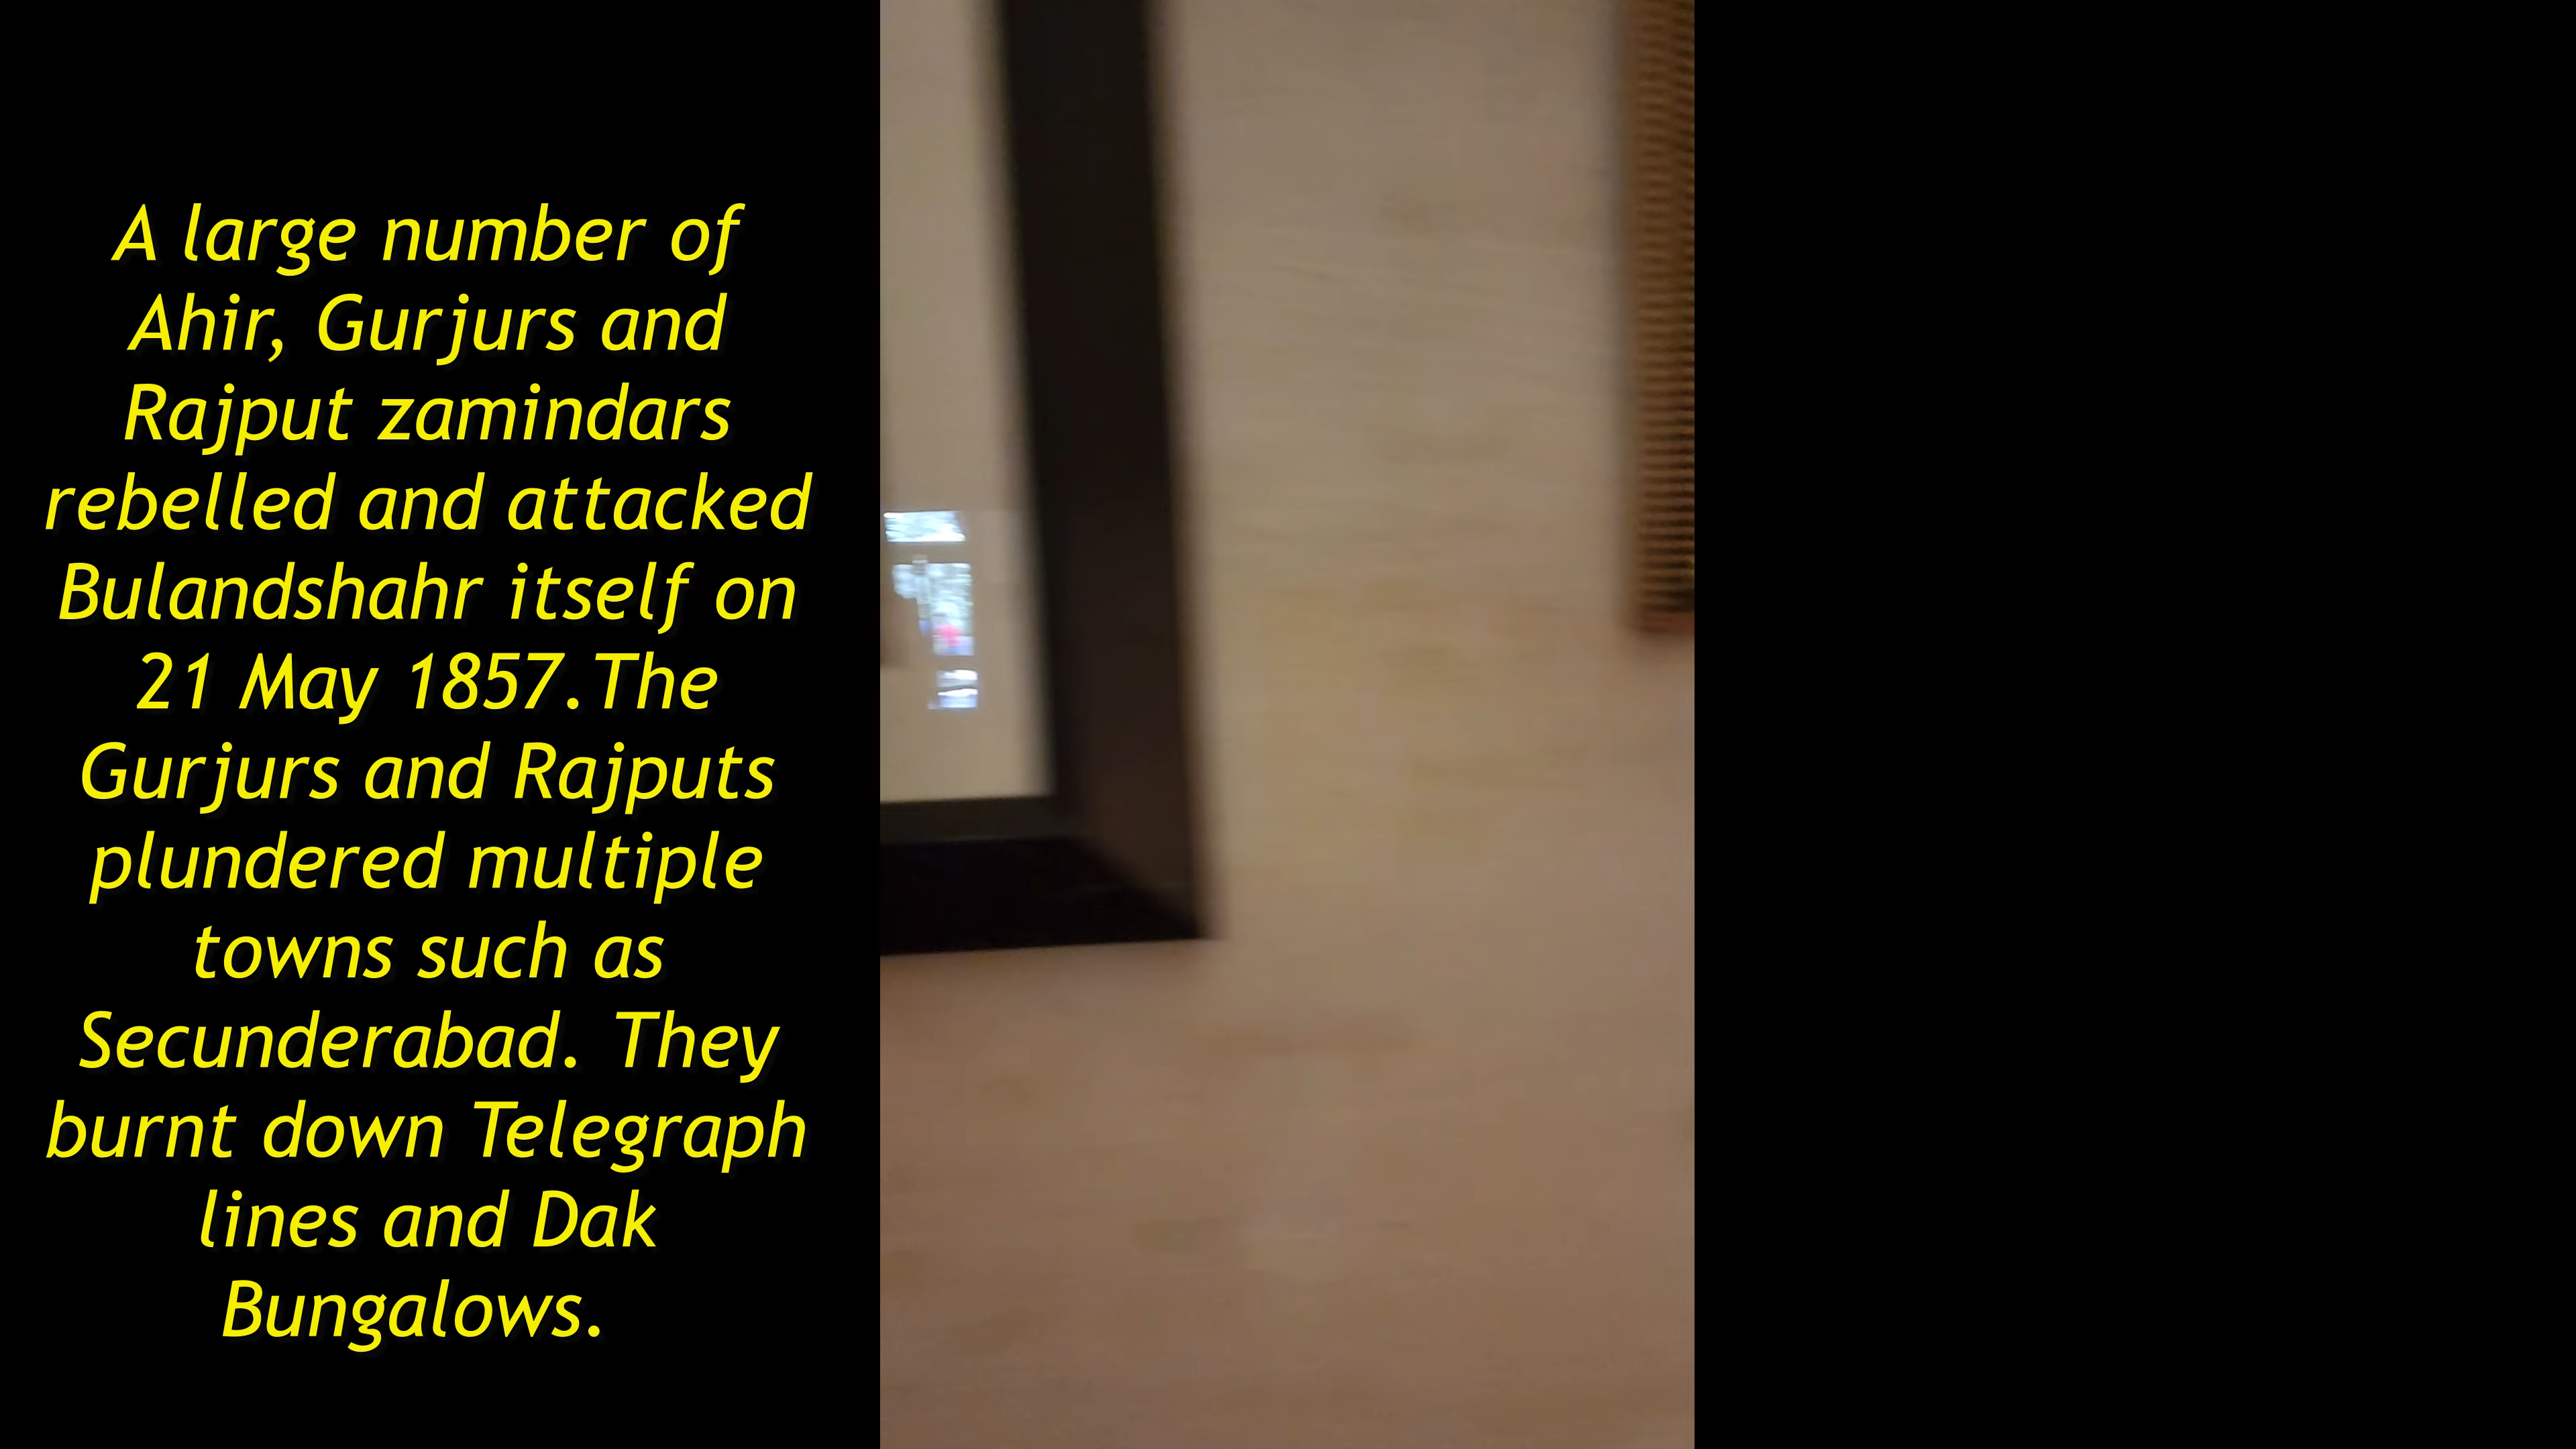 A large number of
Ahir, Gurjurs and
Rajput zamindars
rebelled and attacked
Bulandshahr itself on
21 May 1857.The
Gurjurs and Rajputs
plundered multiple
towns such as
Secunderabad. They
burnt down Telegraph
lines and Dak
Bungalows.